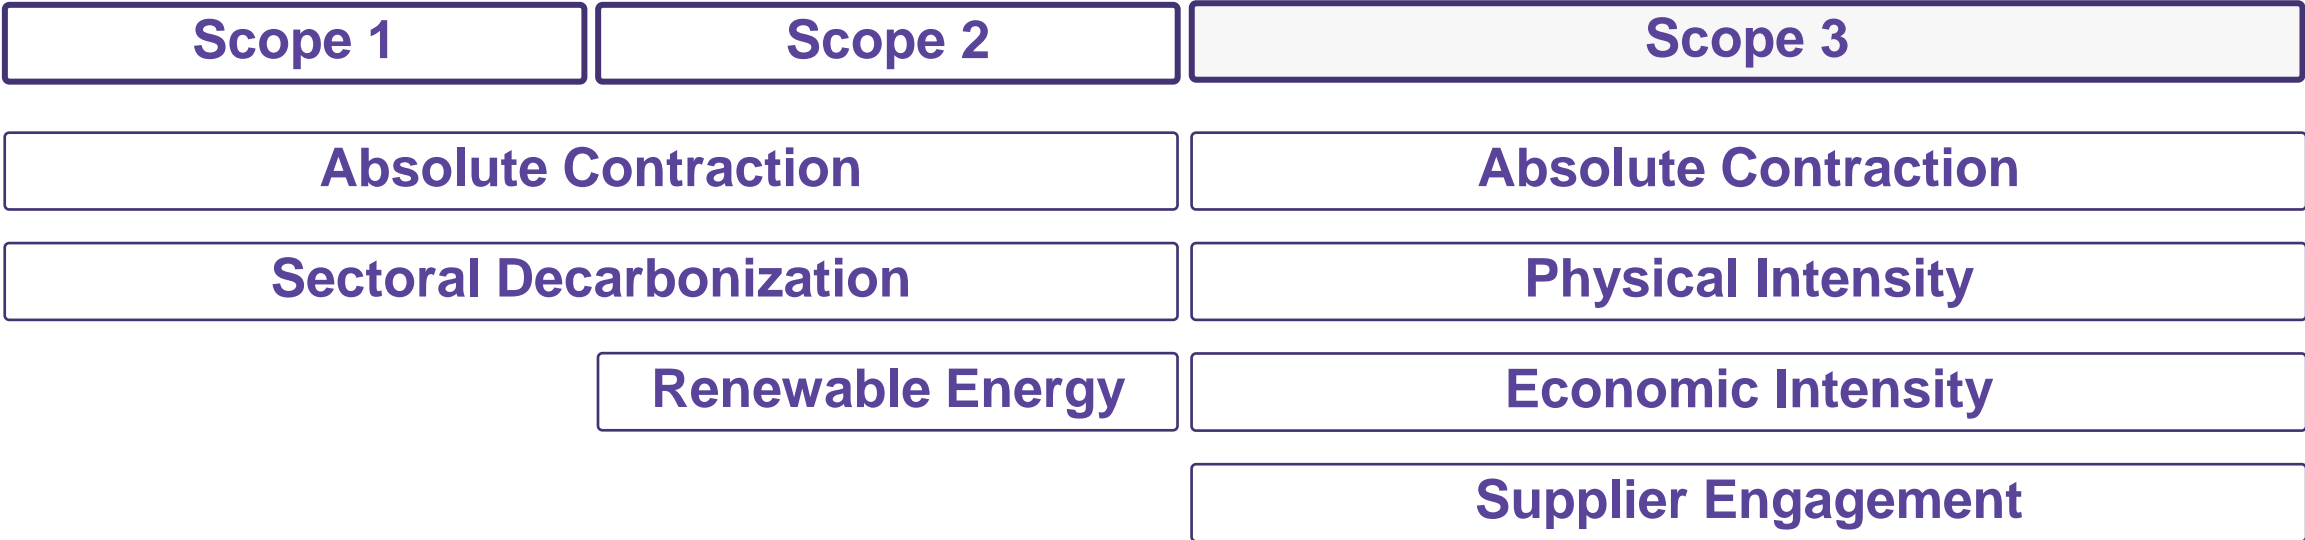 Scope 1
Scope 2
Scope 3
Absolute Contraction
Absolute Contraction
Sectoral Decarbonization
Physical Intensity
Renewable Energy
Economic Intensity
Supplier Engagement